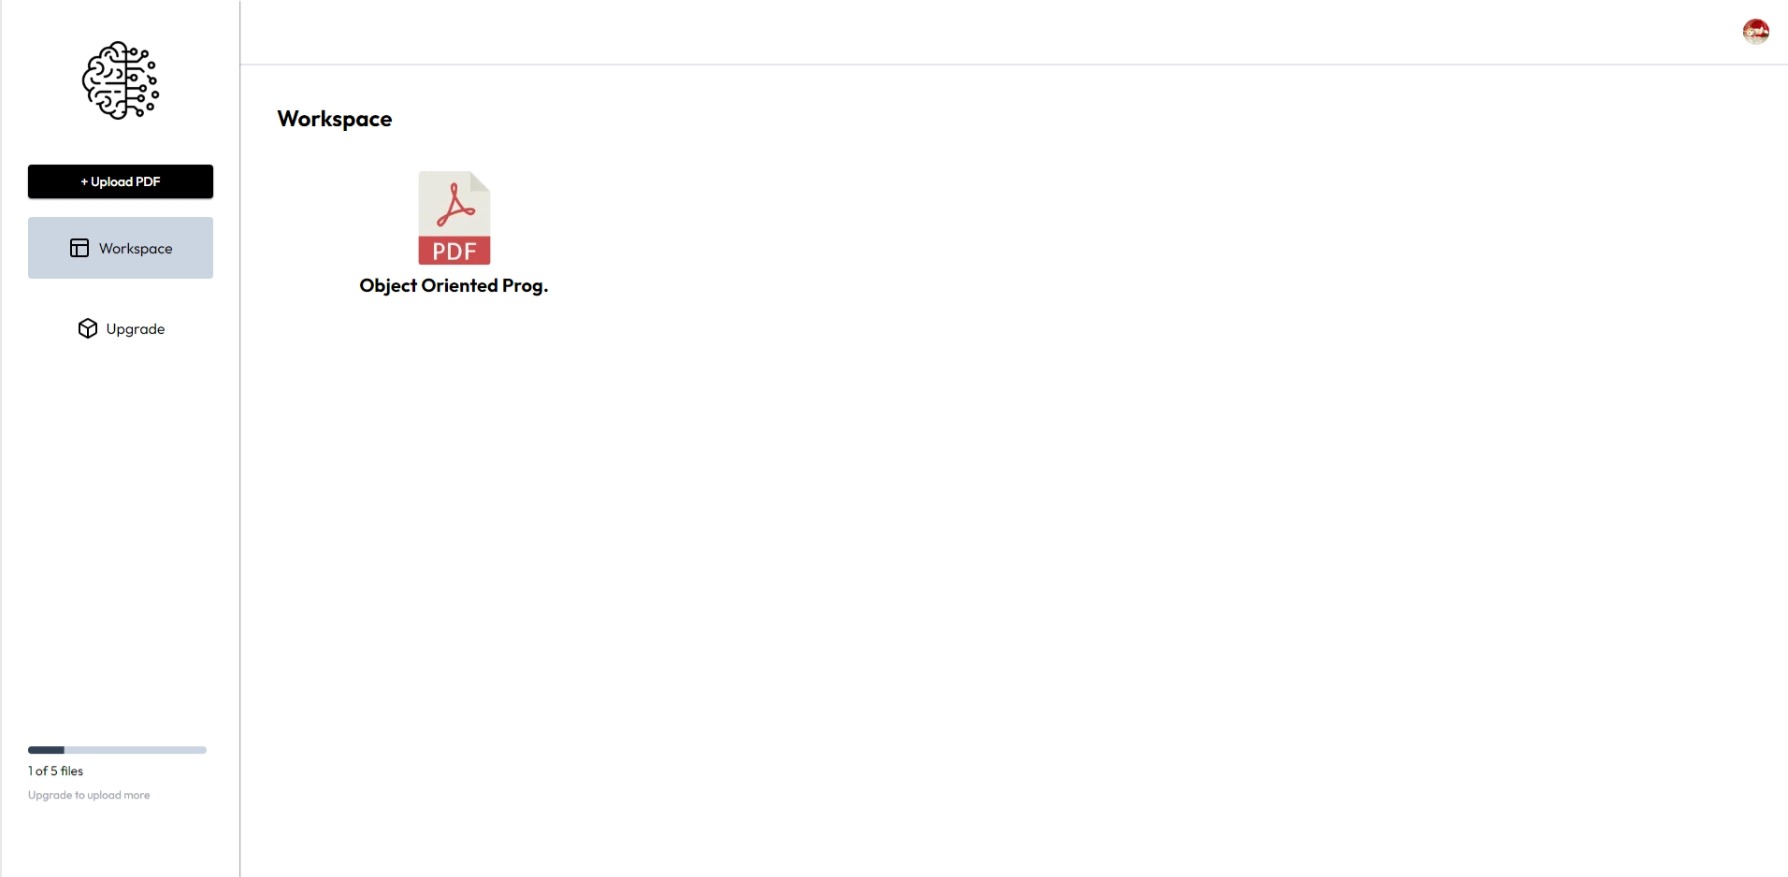 + Upload PDF
Workspace
Upgrade
1 of 5 files
Upgrade to upload more
Workspace
PDF
Object Oriented Prog.